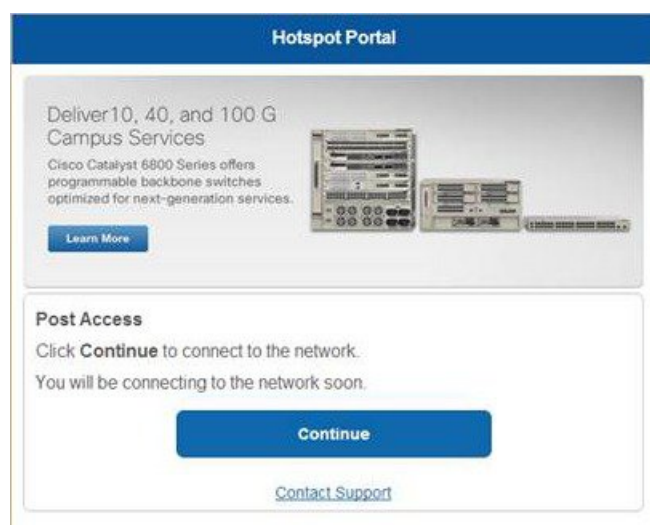 Hotspot Portal
Deliver10, 40, and 100 G
Campus Services
Cisco Catalyst 6800 Series offers
programmable backbone switches
optimized for next-generation services.
Learn More
Post Access
Click Continue to connect to the network.
You will be connecting to the network soon.
Continue
Contact Support